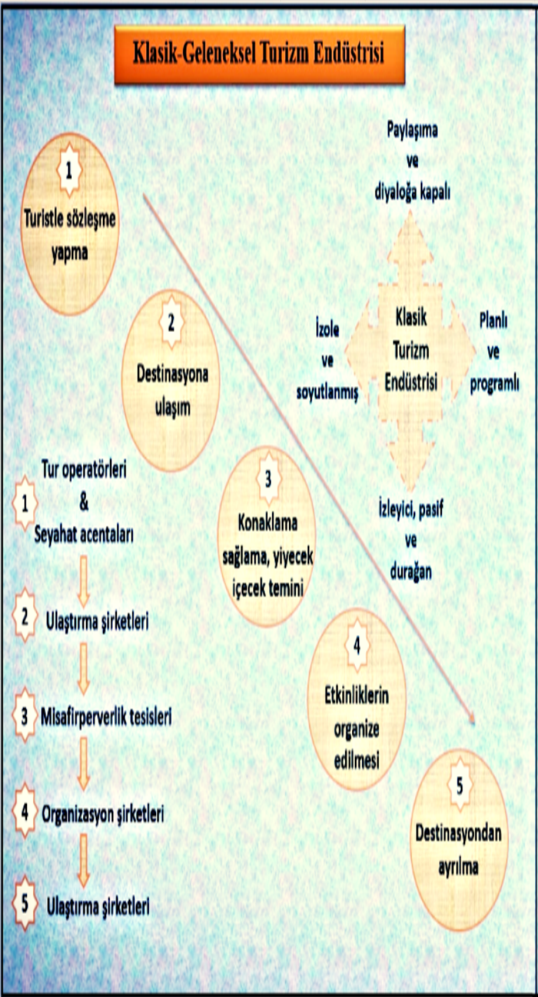 Klasik-Geleneksel Turizm Endüstrisi
1
Turistle sözleşme
yapma
2
Destinasyona
ulaşım
3
Konaklama
sağlama, yiyecek
içecek temini
4
Etkinliklerin
organize
edilmesi
5
Destinasyondan
ayrılma
Paylaşıma
ve
diyaloğa kapalı
İzole
ve
soyutlanmış
Klasik
Turizm
Endüstrisi
Planlı
ve
programlı
İzleyici, pasif
ve
durağan
1
Tur operatörleri
&
Seyahat acentaları
2
Ulaştırma şirketleri
3
Misafirperverlik tesisleri
4
Organizasyon şirketleri
5
Ulaştırma şirketleri